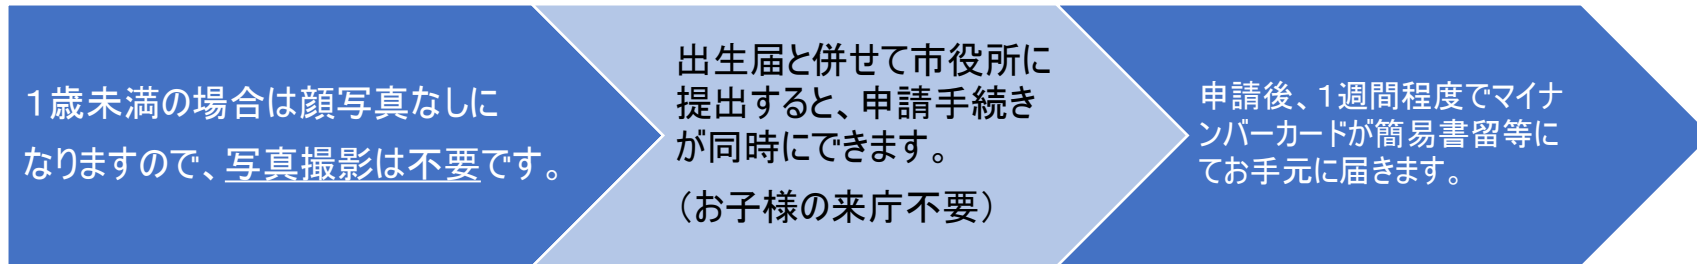 １歳未満の場合は顔写真なしに
なりますので、写真撮影は不要です。
出生届と併せて市役所に
提出すると、申請手続き
が同時にできます。
（お子様の来庁不要）
申請後、１週間程度でマイナ
ンバーカードが簡易書留等に
てお手元に届きます。